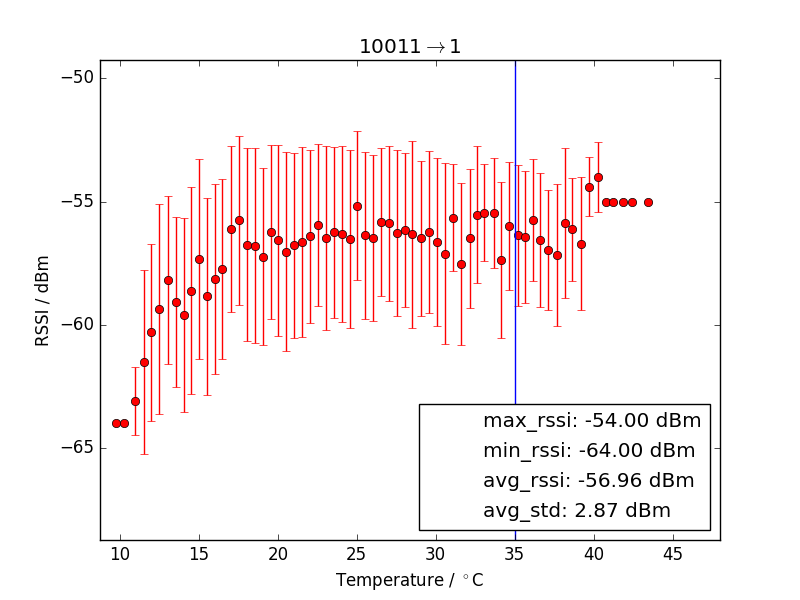 10011→1
−50
−55
−60
−65
RSSI / dBm
max_rssi: -54.00 dBm
min_rssi: -64.00 dBm
avg_rssi: -56.96 dBm
avg_std: 2.87 dBm
10 15 20 25 30 35 40 45
Temperature / °C